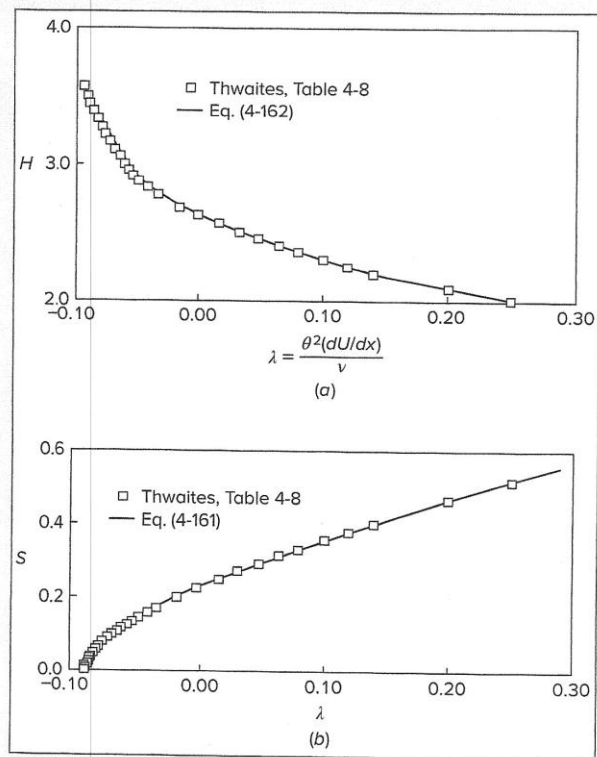 4.0
Thwaites, Table 4-8
Eq. (4-162)
H
3.0
2.0
−0.10
0.00
0.10
0.20
0.30
λ = θ²(dU/dx) / ν
(a)
0.6
Thwaites, Table 4-8
Eq. (4-161)
0.4
S
0.2
0.0
−0.10
0.00
0.10
0.20
0.30
λ
(b)